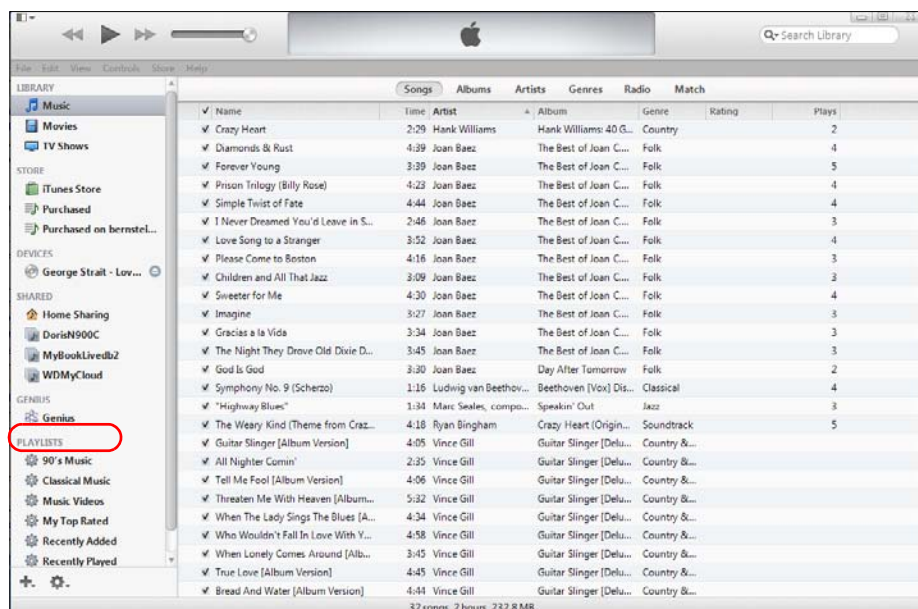 Search Library
File Edit View Controls Store Help
LIBRARY
Music
Movies
TV Shows
STORE
iTunes Store
Purchased
Purchased on bernstel...
DEVICES
George Strait - Lov...
SHARED
Home Sharing
DorisN900C
MyBookLivedb2
WDMyCloud
GENIUS
Genius
PLAYLISTS
90's Music
Classical Music
Music Videos
My Top Rated
Recently Added
Recently Played
Songs Albums Artists Genres Radio Match
Name Time Artist Album Genre Rating Plays
Crazy Heart 2:29 Hank Williams Hank Williams: 40 G... Country 2
Diamonds & Rust 4:39 Joan Baez The Best of Joan C... Folk 4
Forever Young 3:39 Joan Baez The Best of Joan C... Folk 5
Prison Trilogy (Billy Rose) 4:23 Joan Baez The Best of Joan C... Folk 4
Simple Twist of Fate 4:44 Joan Baez The Best of Joan C... Folk 4
I Never Dreamed You'd Leave in S... 2:46 Joan Baez The Best of Joan C... Folk 3
Love Song to a Stranger 3:52 Joan Baez The Best of Joan C... Folk 4
Please Come to Boston 4:16 Joan Baez The Best of Joan C... Folk 3
Children and All That Jazz 3:09 Joan Baez The Best of Joan C... Folk 3
Sweeter for Me 4:30 Joan Baez The Best of Joan C... Folk 4
Imagine 3:27 Joan Baez The Best of Joan C... Folk 3
Gracias a la Vida 3:34 Joan Baez The Best of Joan C... Folk 3
The Night They Drove Old Dixie D... 3:45 Joan Baez The Best of Joan C... Folk 3
God Is God 3:30 Joan Baez Day After Tomorrow Folk 2
Symphony No. 9 (Scherzo) 1:16 Ludwig van Beethov... Beethoven [Vox] Dis... Classical 4
"Highway Blues" 1:34 Marc Seales, compo... Speakin' Out Jazz 3
The Weary Kind (Theme from Craz... 4:18 Ryan Bingham Crazy Heart (Origin... Soundtrack 5
Guitar Slinger [Album Version] 4:05 Vince Gill Guitar Slinger [Delu... Country &...
All Nighter Comin' 2:35 Vince Gill Guitar Slinger [Delu... Country &...
Tell Me Fool [Album Version] 4:06 Vince Gill Guitar Slinger [Delu... Country &...
Threaten Me With Heaven [Album... 5:32 Vince Gill Guitar Slinger [Delu... Country &...
When The Lady Sings The Blues [A... 4:34 Vince Gill Guitar Slinger [Delu... Country &...
Who Wouldn't Fall In Love With Y... 4:58 Vince Gill Guitar Slinger [Delu... Country &...
When Lonely Comes Around [Alb... 3:45 Vince Gill Guitar Slinger [Delu... Country &...
True Love [Album Version] 4:45 Vince Gill Guitar Slinger [Delu... Country &...
Bread And Water [Album Version] 4:44 Vince Gill Guitar Slinger [Delu... Country &...
32 songs, 2 hours, 232.8 MB